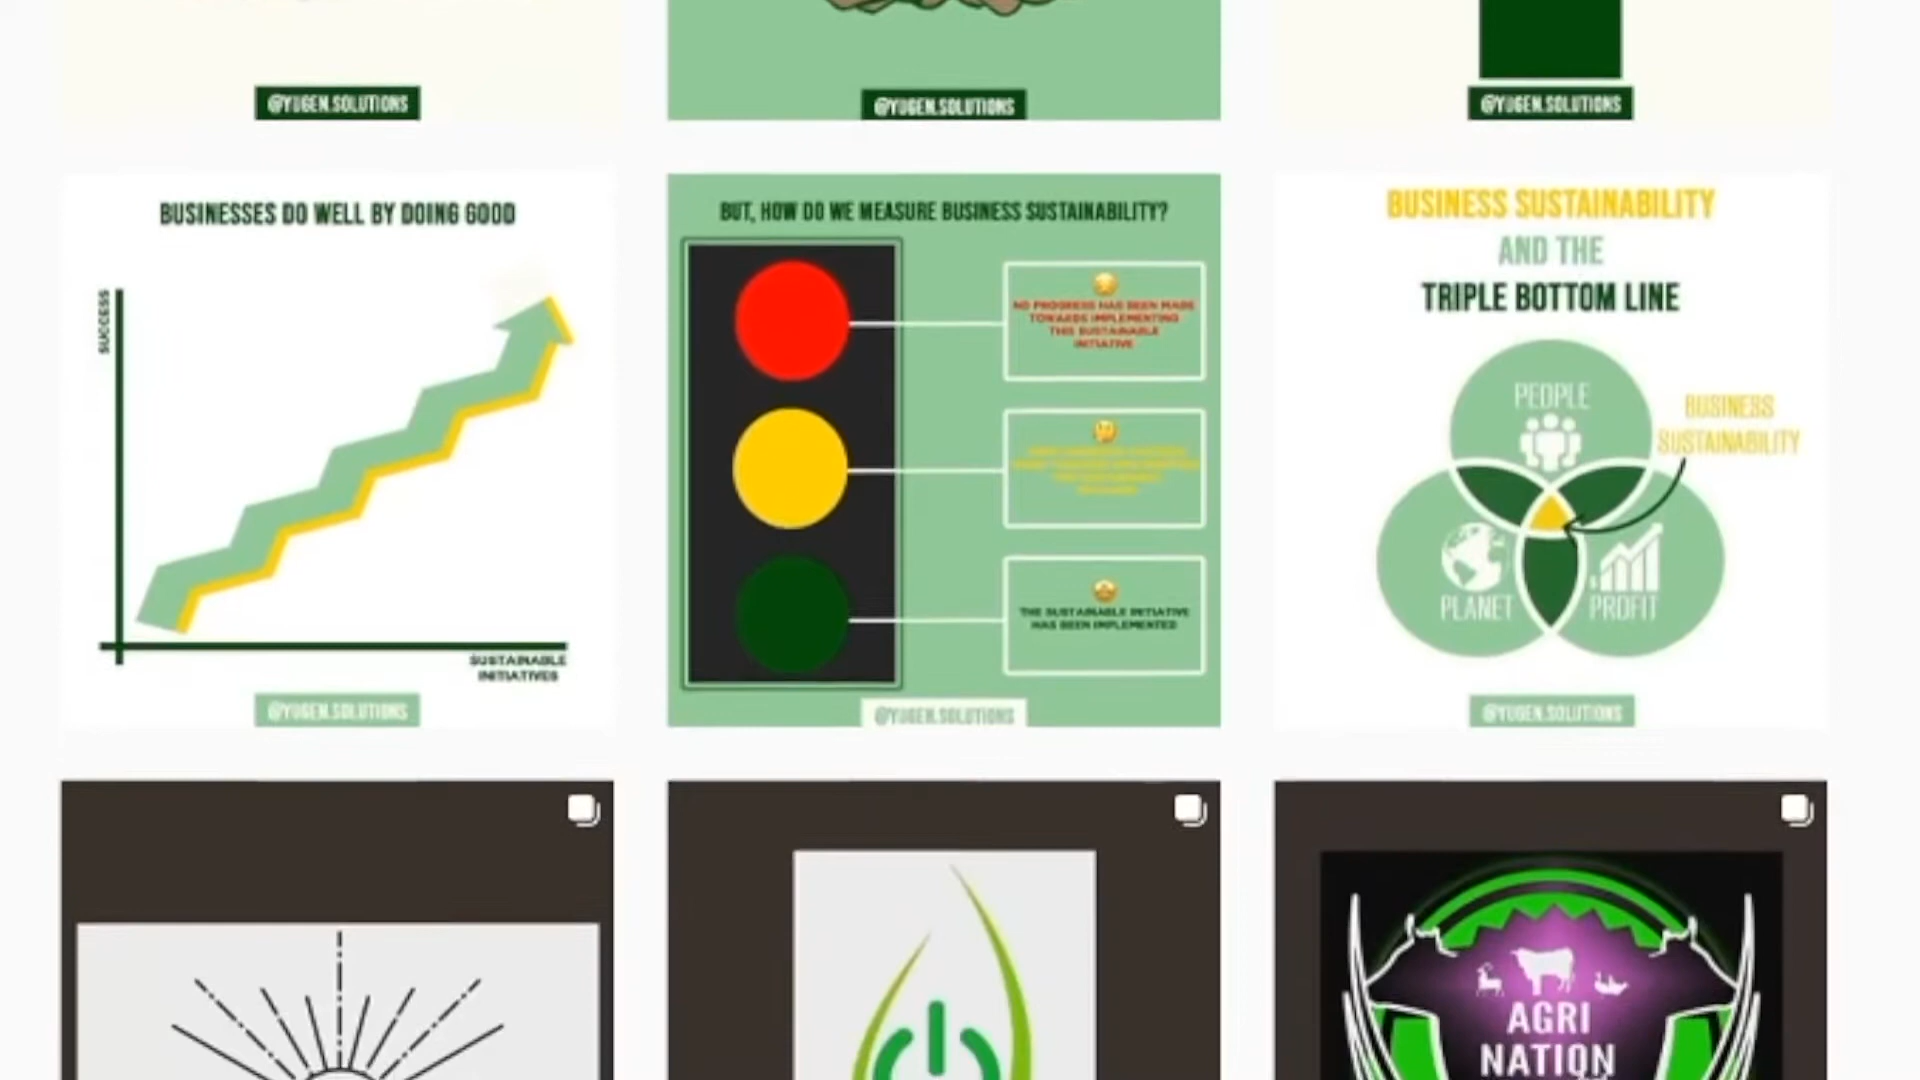 @YUGEN.SOLUTIONS
@YUGEN.SOLUTIONS
@YUGEN.SOLUTIONS
BUSINESSES DO WELL BY DOING GOOD
SUCCESS
SUSTAINABLE
INITIATIVES
@YUGEN.SOLUTIONS
BUT, HOW DO WE MEASURE BUSINESS SUSTAINABILITY?
NO PROGRESS HAS BEEN MADE
TOWARDS IMPLEMENTING
THIS SUSTAINABLE
INITIATIVE
THE SUSTAINABLE INITIATIVE
HAS BEEN IMPLEMENTED
@YUGEN.SOLUTIONS
BUSINESS SUSTAINABILITY
AND THE
TRIPLE BOTTOM LINE
PEOPLE
BUSINESS
SUSTAINABILITY
PLANET
PROFIT
@YUGEN.SOLUTIONS
AGRI
NATION